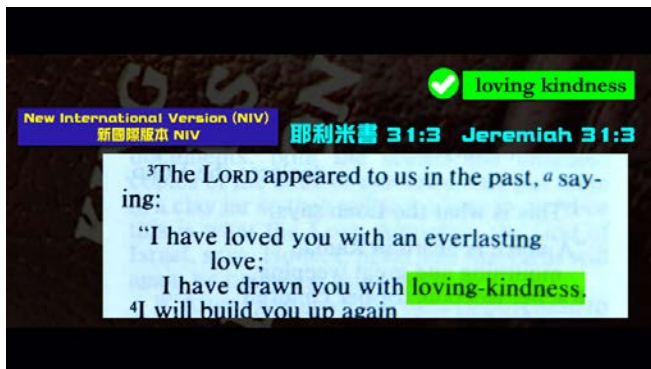 loving kindness
New International Version (NIV)
新國際版本 NIV
耶利米書 31:3 Jeremiah 31:3
³The LORD appeared to us in the past, ᵃ say-
ing:
“I have loved you with an everlasting
love;
I have drawn you with loving-kindness.
⁴I will build you up again